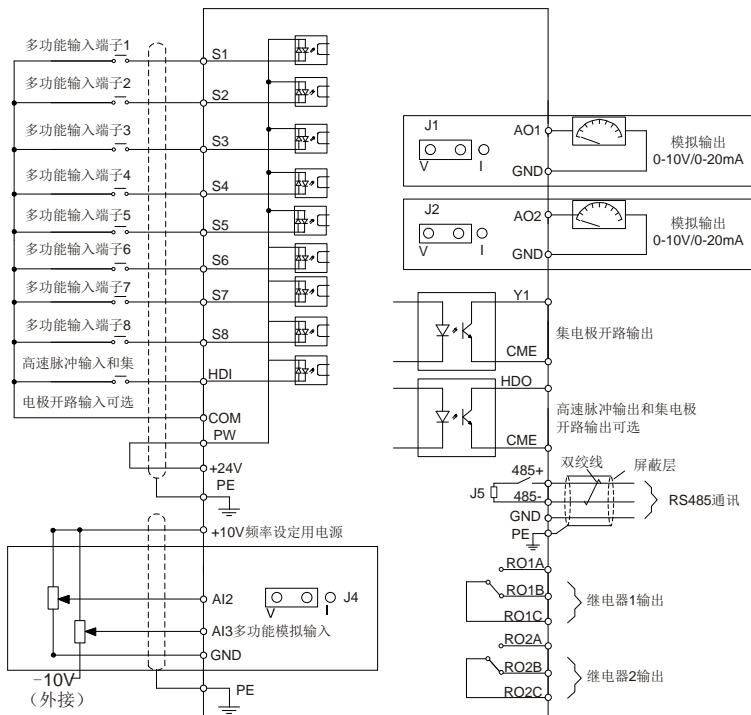 多功能输入端子1
S1
多功能输入端子2
S2
多功能输入端子3
S3
多功能输入端子4
S4
多功能输入端子5
S5
多功能输入端子6
S6
多功能输入端子7
S7
多功能输入端子8
S8
高速脉冲输入和集
电极开路输入可选
HDI
COM
PW
+24V
PE
+10V频率设定用电源
AI2
V
I
J4
AI3多功能模拟输入
GND
-10V
（外接）
PE
J1
V
I
AO1
GND
模拟输出
0-10V/0-20mA
J2
V
I
AO2
GND
模拟输出
0-10V/0-20mA
Y1
CME
集电极开路输出
HDO
CME
高速脉冲输出和集电极
开路输出可选
双绞线
屏蔽层
485+
J5
485-
GND
PE
RS485通讯
RO1A
RO1B
RO1C
继电器1输出
RO2A
RO2B
RO2C
继电器2输出